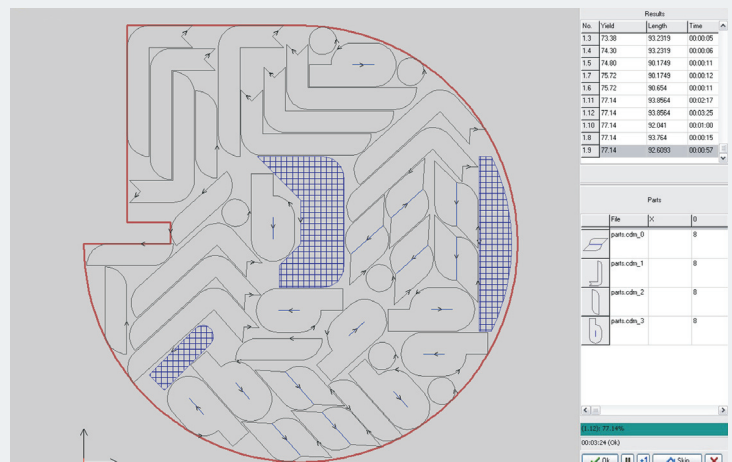 Results
No. Yield Length Time
1.3 73.38 93.2319 00:00:05
1.4 74.30 93.2319 00:00:06
1.5 74.80 90.1749 00:00:11
1.7 75.72 90.1749 00:00:12
1.6 75.72 90.654 00:00:11
1.11 77.14 93.8564 00:02:17
1.12 77.14 93.8564 00:03:25
1.10 77.14 92.041 00:01:00
1.8 77.14 93.764 00:00:15
1.9 77.14 92.6093 00:00:57
Parts
File X 0
parts.cdm_0 8
parts.cdm_1 8
parts.cdm_2 8
parts.cdm_3 8
(1.12): 77.14%
00:03:24 (Ok)
Ok +1 Skip